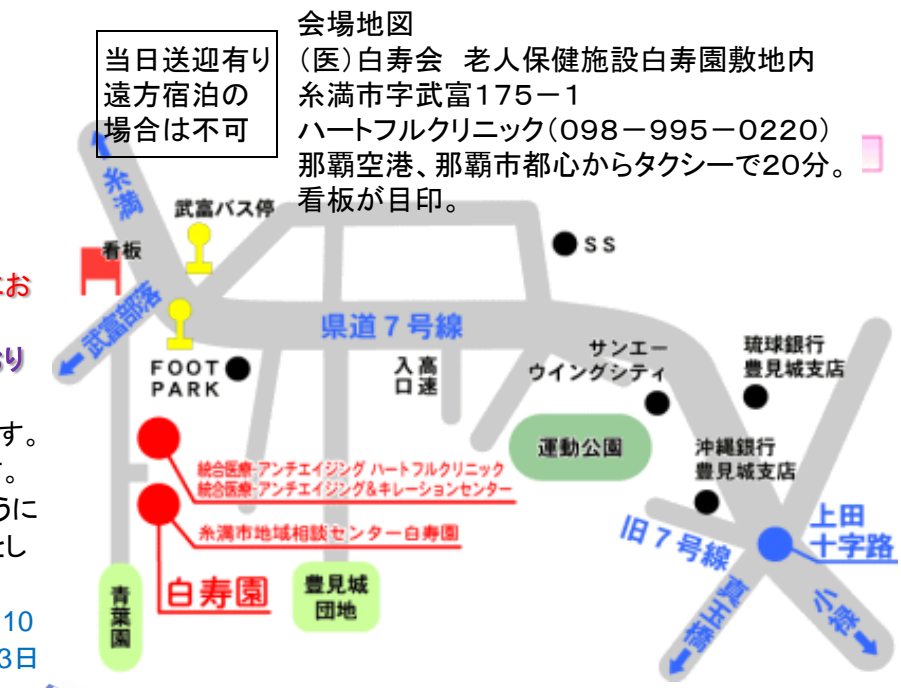 当日送迎有り
遠方宿泊の
場合は不可
会場地図
(医)白寿会 老人保健施設白寿園敷地内
糸満市字武富175-1
ハートフルクリニック(098-995-0220)
那覇空港、那覇市都心からタクシーで20分。
看板が目印。
糸満
武富バス停
看板
武富部落
SS
県道7号線
FOOT
PARK
高速
入口
サンエー
ウイングシティ
琉球銀行
豊見城支店
運動公園
沖縄銀行
豊見城支店
統合医療・アンチエイジング ハートフルクリニック
統合医療・アンチエイジング&キレーションセンター
糸満市地域相談センター白寿園
白寿園
青葉園
豊見城
団地
旧7号線
上田
十字路
真玉橋
小禄
お
り
す。
うに
し
10
3日